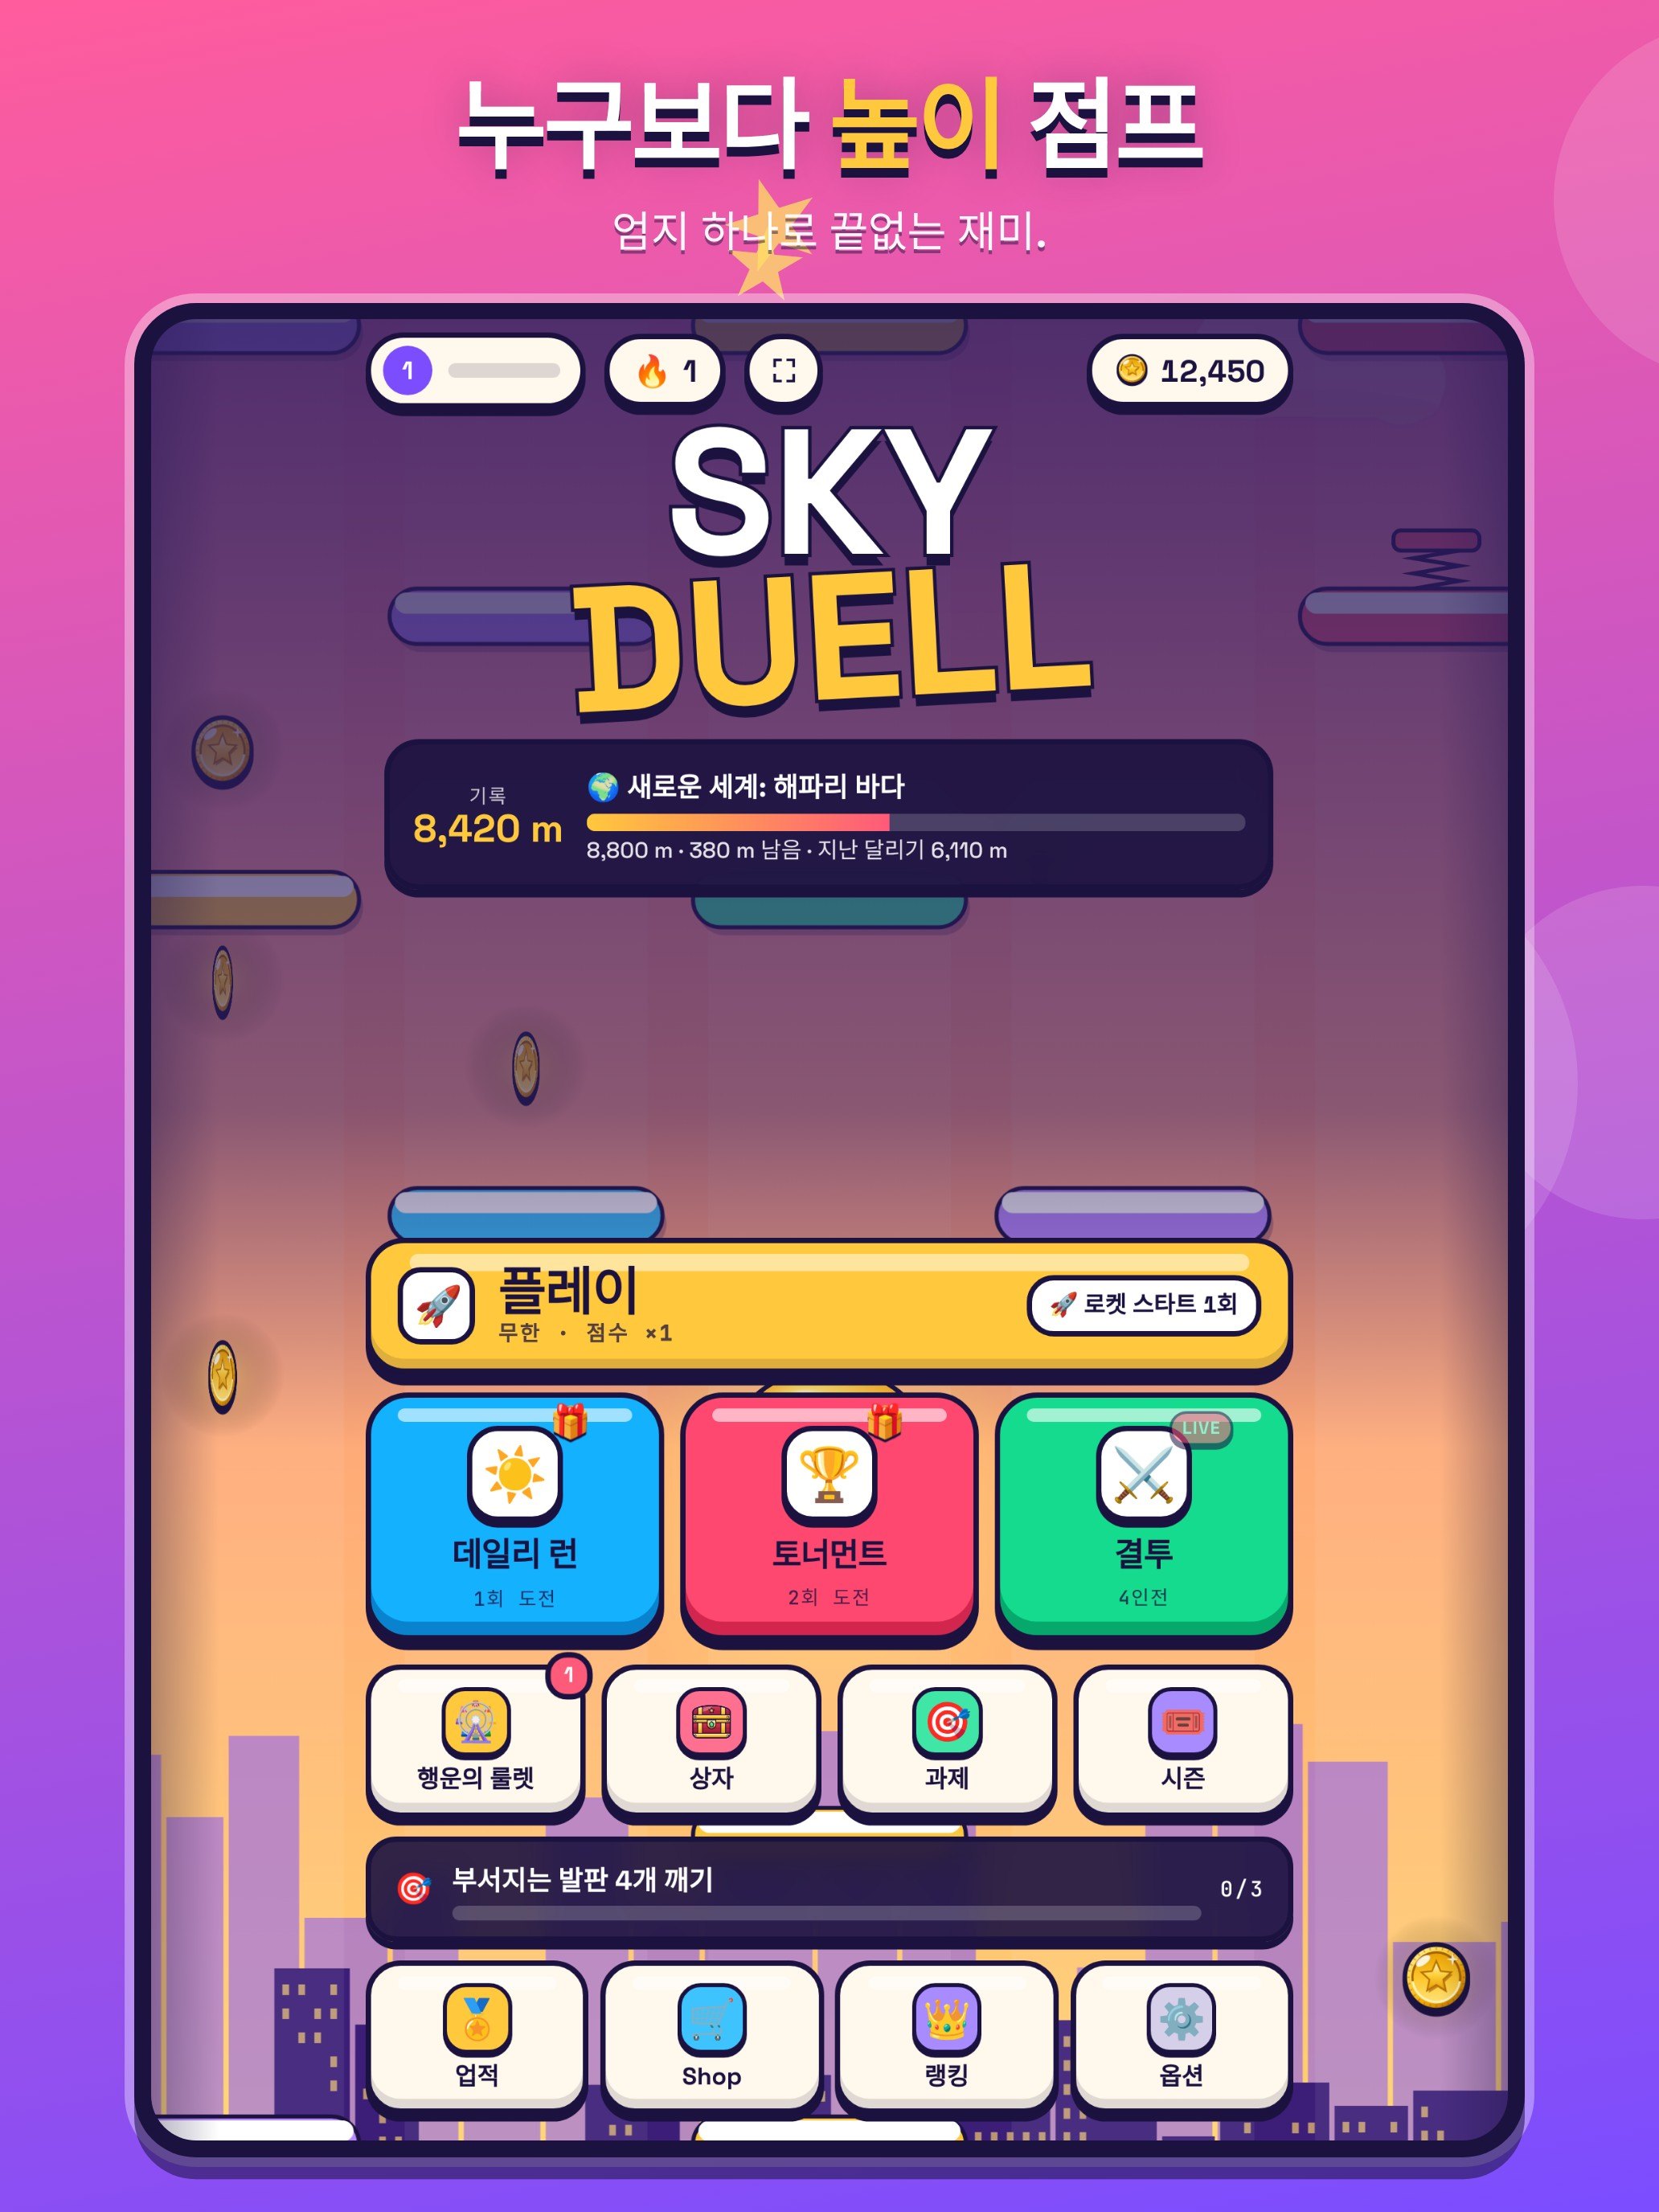 누구보다 높이 점프
엄지 하나로 끝없는 재미.
1
🔥 1
12,450
SKY
DUELL
기록
8,420 m
🌍 새로운 세계: 해파리 바다
8,800 m · 380 m 남음 · 지난 달리기 6,110 m
플레이
무한 · 점수 ×1
🚀 로켓 스타트 1회
LIVE
데일리 런
토너먼트
결투
1회 도전
2회 도전
4인전
1
행운의 룰렛
상자
과제
시즌
부서지는 발판 4개 깨기
0/3
업적
Shop
랭킹
옵션